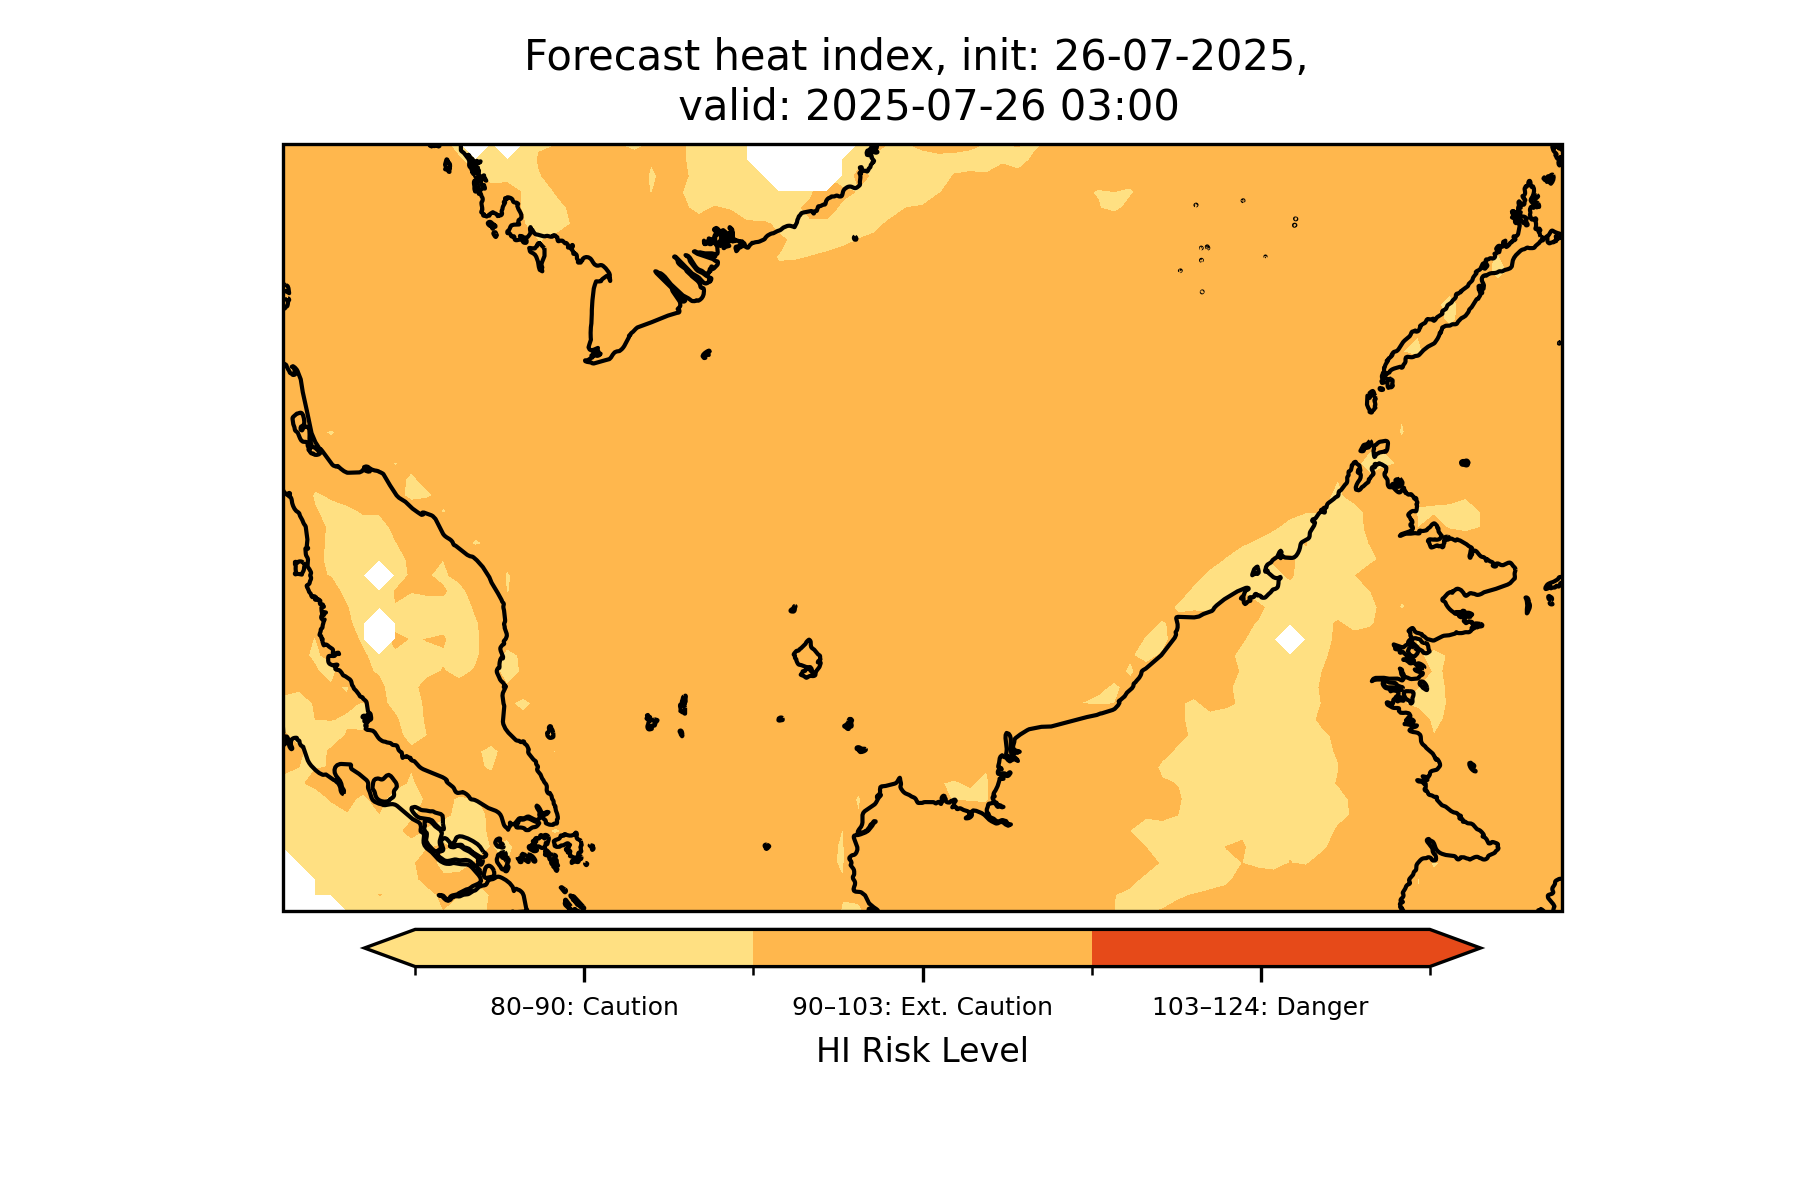 Forecast heat index, init: 26-07-2025,
valid: 2025-07-26 03:00
80–90: Caution
90–103: Ext. Caution
103–124: Danger
HI Risk Level